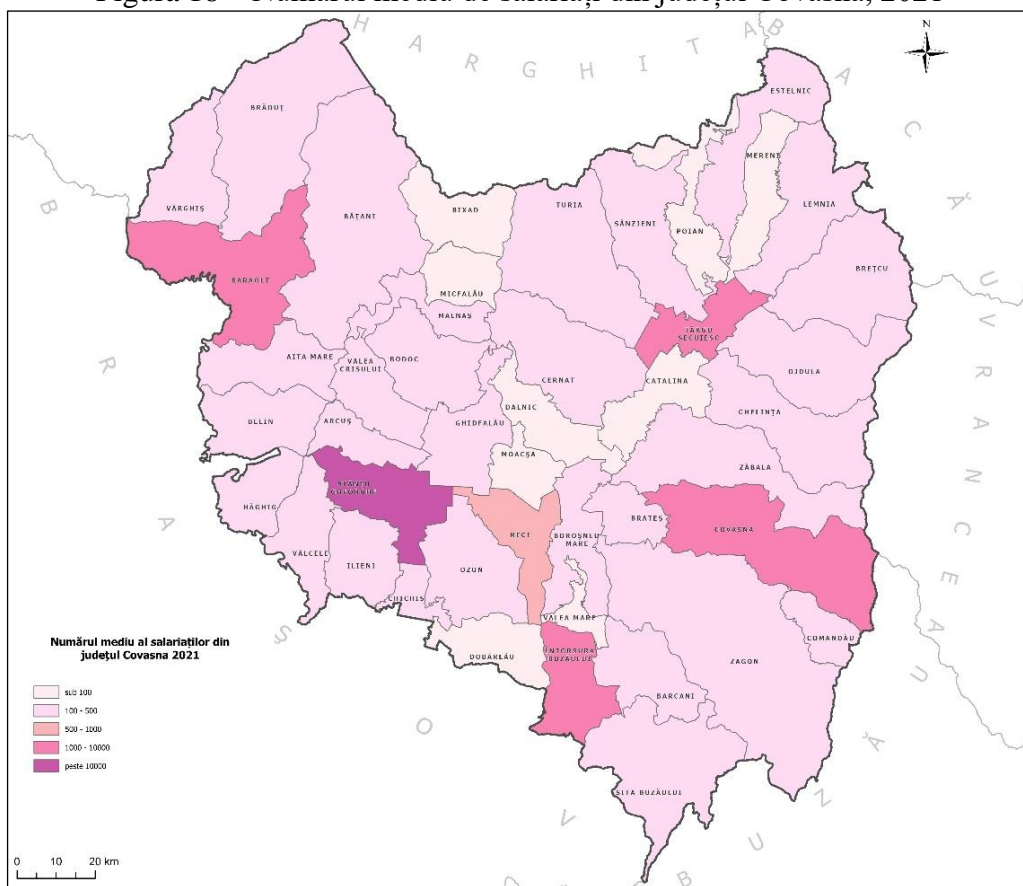 Figura 18 – Numărul mediu de salariați din județul Covasna, 2021
HARGHITA
BACĂU
N
ESTELNIC
BRĂDUȚ
MERENI
VÂRGHIȘ
BĂȚANI
BIXAD
TURIA
SÂNZIENI
POIAN
LEMNIA
BREȚCU
BARAOLT
MICFALĂU
MALNAȘ
TÂRGU
SECUIESC
AITA MARE
VALEA
CRISULUI
BODOC
CERNAT
CATALINA
OJDULA
DALNIC
GHELINȚA
BELIN
ARCUȘ
GHIDFALĂU
MOACȘA
ZĂBALA
SFÂNTU
GHEORGHE
HĂGHIG
RECI
BOROȘNEU
MARE
BRATEȘ
COVASNA
VÂLCELE
ILIENI
OZUN
CHICHIȘ
VALEA MARE
DOBÂRLĂU
ÎNTORSURA
BUZĂULUI
COMANDĂU
ZAGON
BARCANI
SITA BUZĂULUI
BRAȘOV
VRANCEA
BUZĂU
Numărul mediu al salariaților din
județul Covasna 2021
sub 100
100 - 500
500 - 1000
1000 - 10000
peste 10000
0 10 20 km